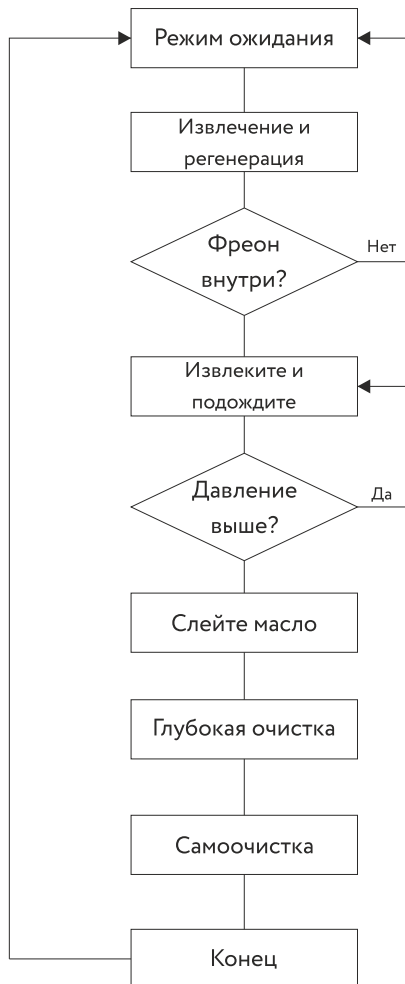 Режим ожидания
Извлечение и
регенерация
Фреон
внутри?
Нет
Извлеките и
подождите
Давление
выше?
Да
Слейте масло
Глубокая очистка
Самоочистка
Конец